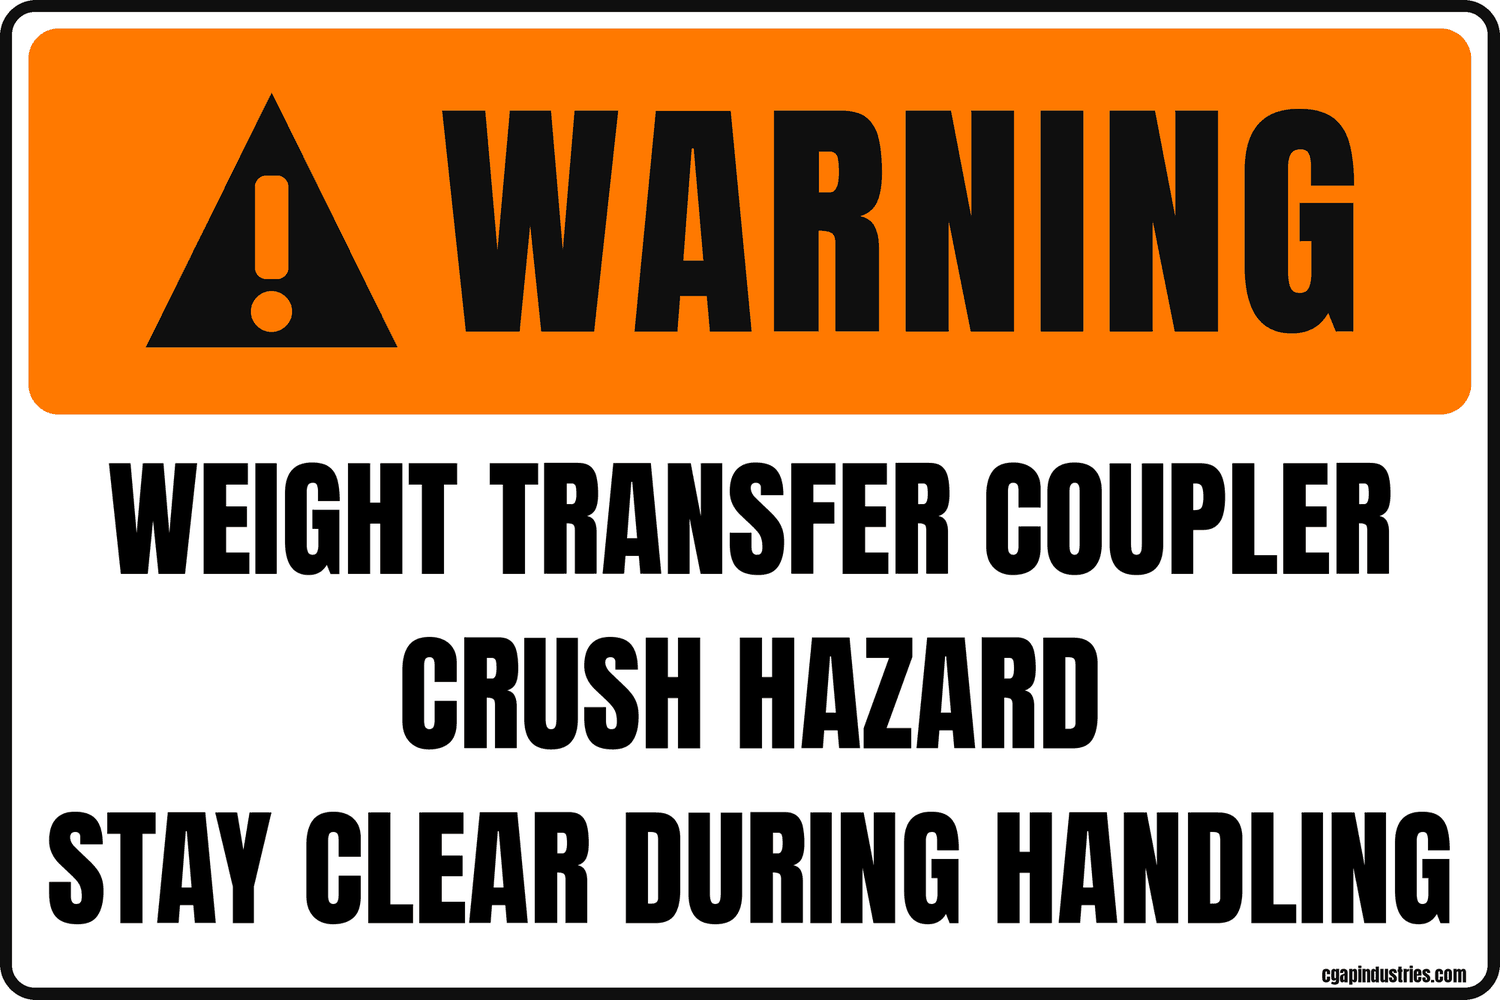 WARNING
WEIGHT TRANSFER COUPLER
CRUSH HAZARD
STAY CLEAR DURING HANDLING
cgapindustries.com